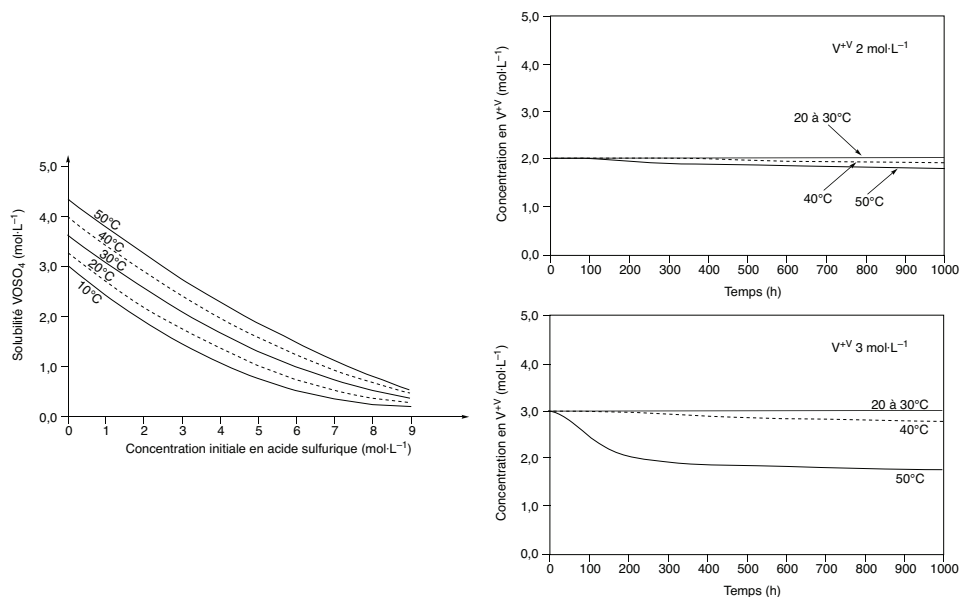 5,0
4,0
3,0
2,0
1,0
0,0
Solubilité VOSO4 (mol·L–1)
50°C
40°C
30°C
20°C
10°C
0 1 2 3 4 5 6 7 8 9
Concentration initiale en acide sulfurique (mol·L–1)
5,0
4,0
3,0
2,0
1,0
0,0
Concentration en V+V (mol·L–1)
V+V 2 mol·L–1
20 à 30°C
40°C
50°C
0 100 200 300 400 500 600 700 800 900 1000
Temps (h)
5,0
4,0
3,0
2,0
1,0
0,0
Concentration en V+V (mol·L–1)
V+V 3 mol·L–1
20 à 30°C
40°C
50°C
0 100 200 300 400 500 600 700 800 900 1000
Temps (h)